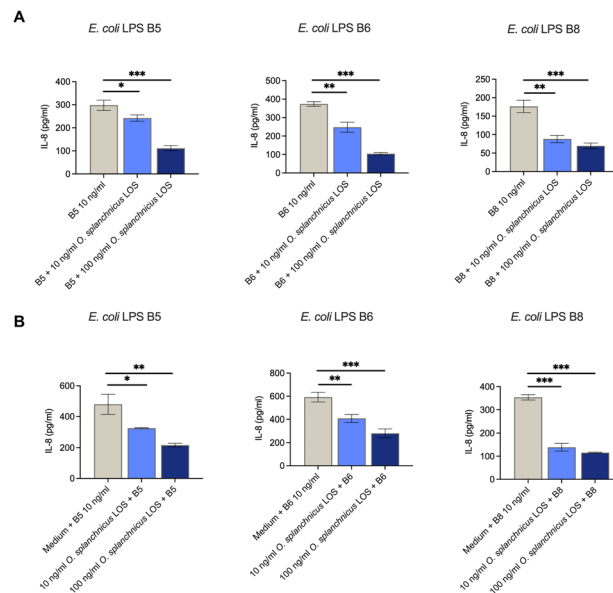 A
E. coli LPS B5
E. coli LPS B6
E. coli LPS B8
***
*
400
300
200
100
0
IL-8 (pg/ml)
B5 10 ng/ml
B5 + 10 ng/ml O. splanchnicus LOS
B5 + 100 ng/ml O. splanchnicus LOS
***
**
500
400
300
200
100
0
IL-8 (pg/ml)
B6 10 ng/ml
B6 + 10 ng/ml O. splanchnicus LOS
B6 + 100 ng/ml O. splanchnicus LOS
***
**
200
150
100
50
0
IL-8 (pg/ml)
B8 10 ng/ml
B8 + 10 ng/ml O. splanchnicus LOS
B8 + 100 ng/ml O. splanchnicus LOS
B
E. coli LPS B5
E. coli LPS B6
E. coli LPS B8
**
*
600
400
200
0
IL-8 (pg/ml)
Medium + B5 10 ng/ml
10 ng/ml O. splanchnicus LOS + B5
100 ng/ml O. splanchnicus LOS + B5
***
**
800
600
400
200
0
IL-8 (pg/ml)
Medium + B6 10 ng/ml
10 ng/ml O. splanchnicus LOS + B6
100 ng/ml O. splanchnicus LOS + B6
***
***
400
300
200
100
0
IL-8 (pg/ml)
Medium + B8 10 ng/ml
10 ng/ml O. splanchnicus LOS + B8
100 ng/ml O. splanchnicus LOS + B8